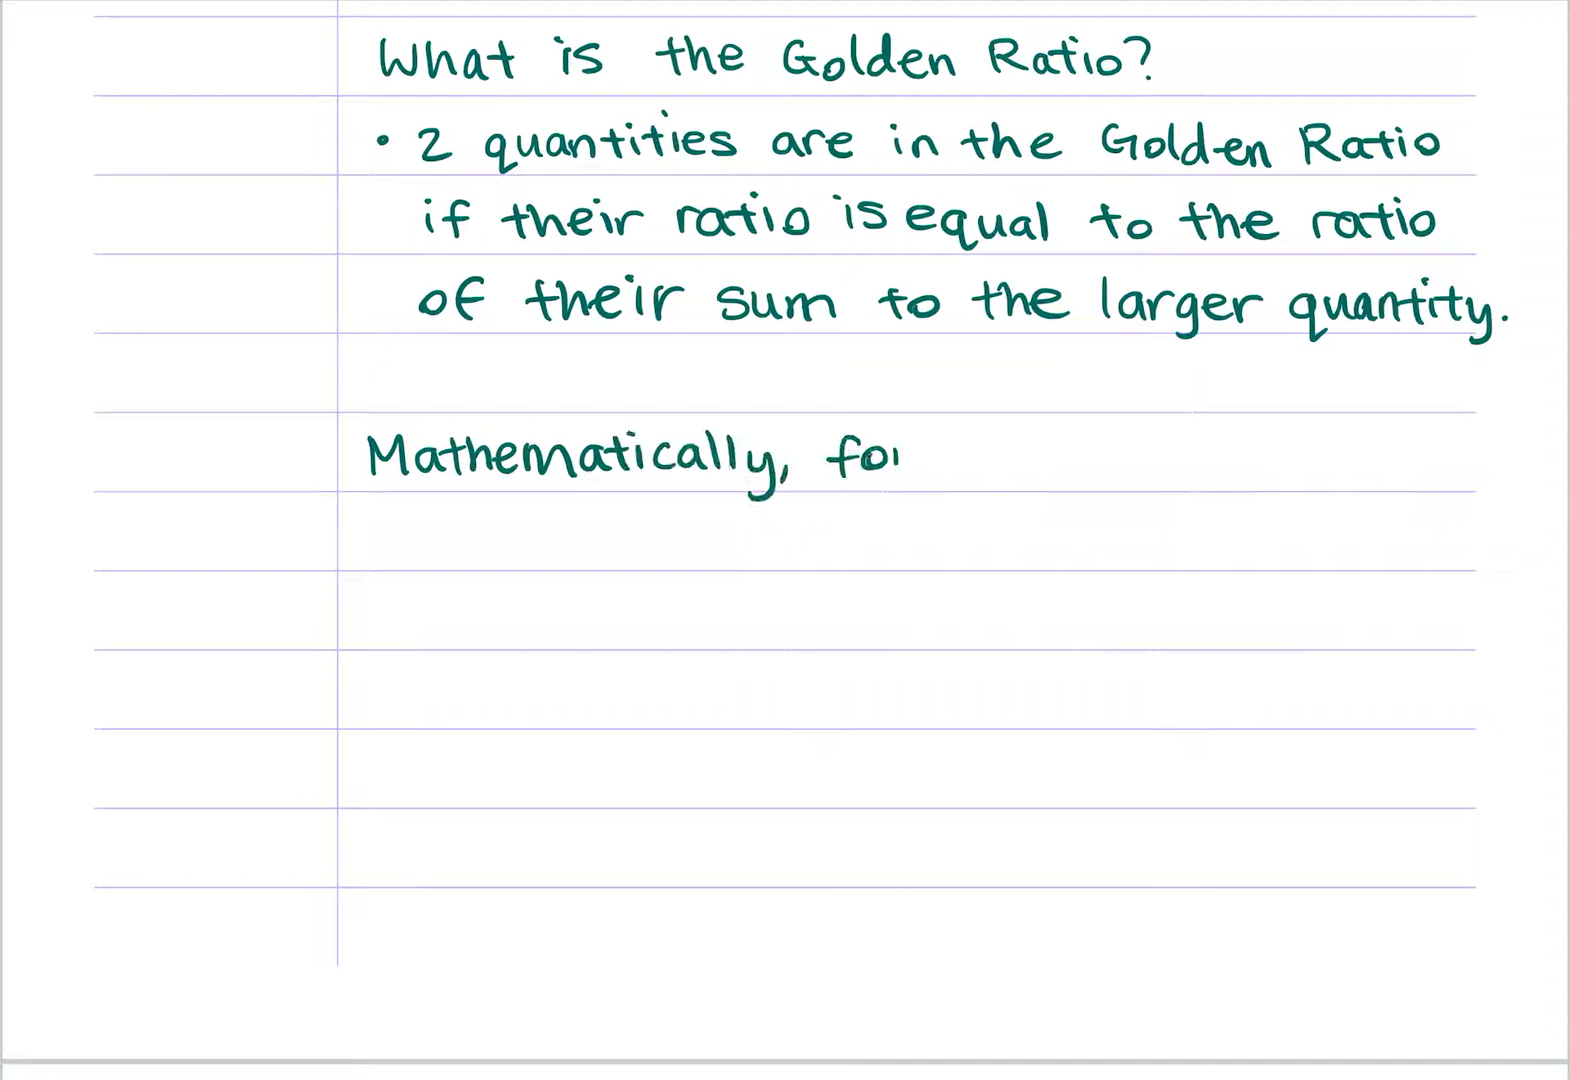 What is the Golden Ratio?
• 2 quantities are in the Golden Ratio
if their ratio is equal to the ratio
of their sum to the larger quantity.
Mathematically,